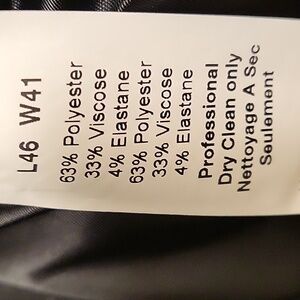 L46 W41
63% Polyester
33% Viscose
4% Elastane
63% Polyester
33% Viscose
4% Elastane
Professional
Dry Clean only
Nettoyage A Sec
Seulement